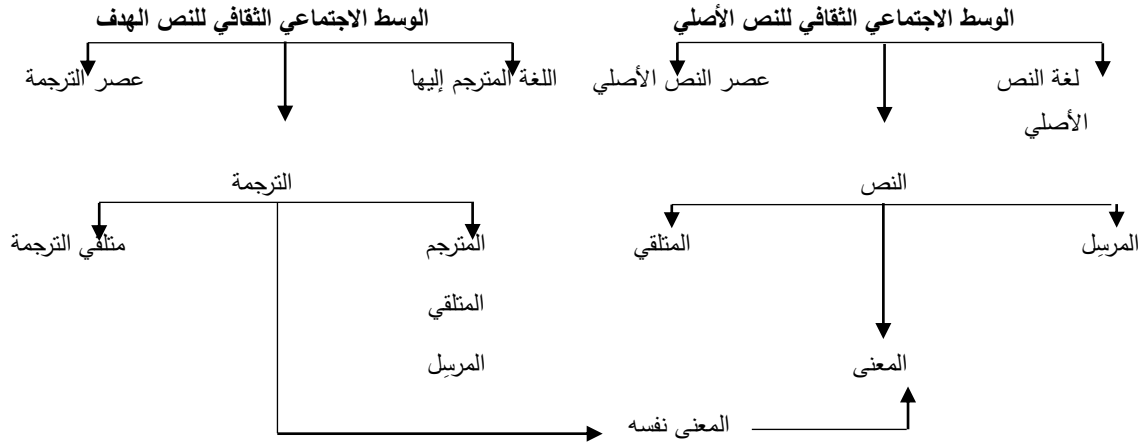 الوسط الاجتماعي الثقافي للنص الأصلي
الوسط الاجتماعي الثقافي للنص الهدف
لغة النص
الأصلي
عصر النص الأصلي
اللغة المترجم إليها
عصر الترجمة
النص
الترجمة
المرسِل
المتلقي
المترجم
متلقي الترجمة
المتلقي
المرسِل
المعنى
المعنى نفسه